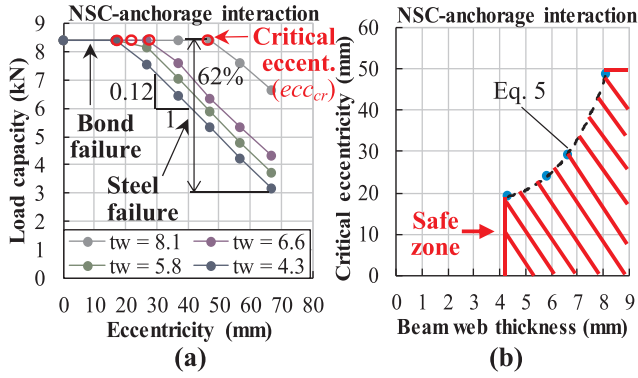 NSC-anchorage interaction
Load capacity (kN)
9
8
7
6
5
4
3
2
1
0
0.12
1
62%
Critical
eccent.
(ecc_cr)
Bond
failure
Steel
failure
tw = 8.1
tw = 6.6
tw = 5.8
tw = 4.3
0 10 20 30 40 50 60 70 80
Eccentricity (mm)
(a)
NSC-anchorage interaction
Critical eccentricity (mm)
60
50
40
30
20
10
0
Eq. 5
Safe
zone
0 1 2 3 4 5 6 7 8 9
Beam web thickness (mm)
(b)